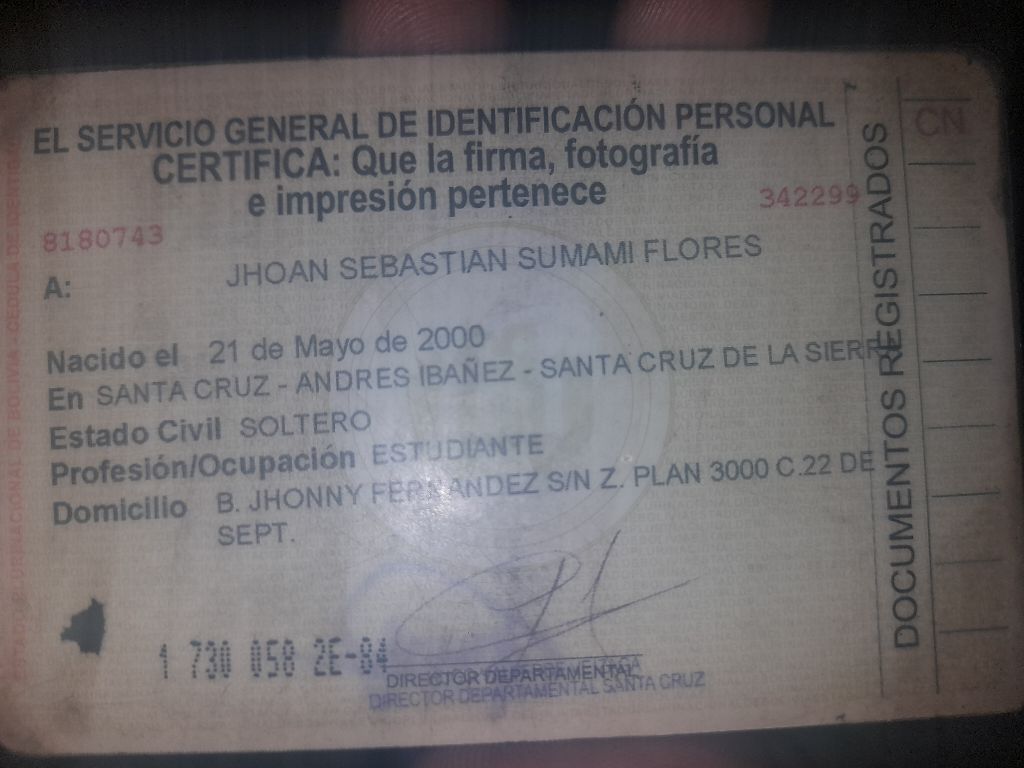 EL SERVICIO GENERAL DE IDENTIFICACIÓN PERSONAL
CERTIFICA: Que la firma, fotografía
e impresión pertenece
342299
8180743
A: JHOAN SEBASTIAN SUMAMI FLORES
Nacido el 21 de Mayo de 2000
En SANTA CRUZ - ANDRES IBAÑEZ - SANTA CRUZ DE LA
Estado Civil SOLTERO
Profesión/Ocupación ESTUDIANTE
Domicilio B. JHONNY FERNANDEZ S/N Z. PLAN 3000 C.22 DE
SEPT.
1 730 058 2E-84
DIRECTOR DEPARTAMENTAL
DIRECTOR DEPARTAMENTAL SANTA CRUZ
DOCUMENTOS REGISTRADOS
CN